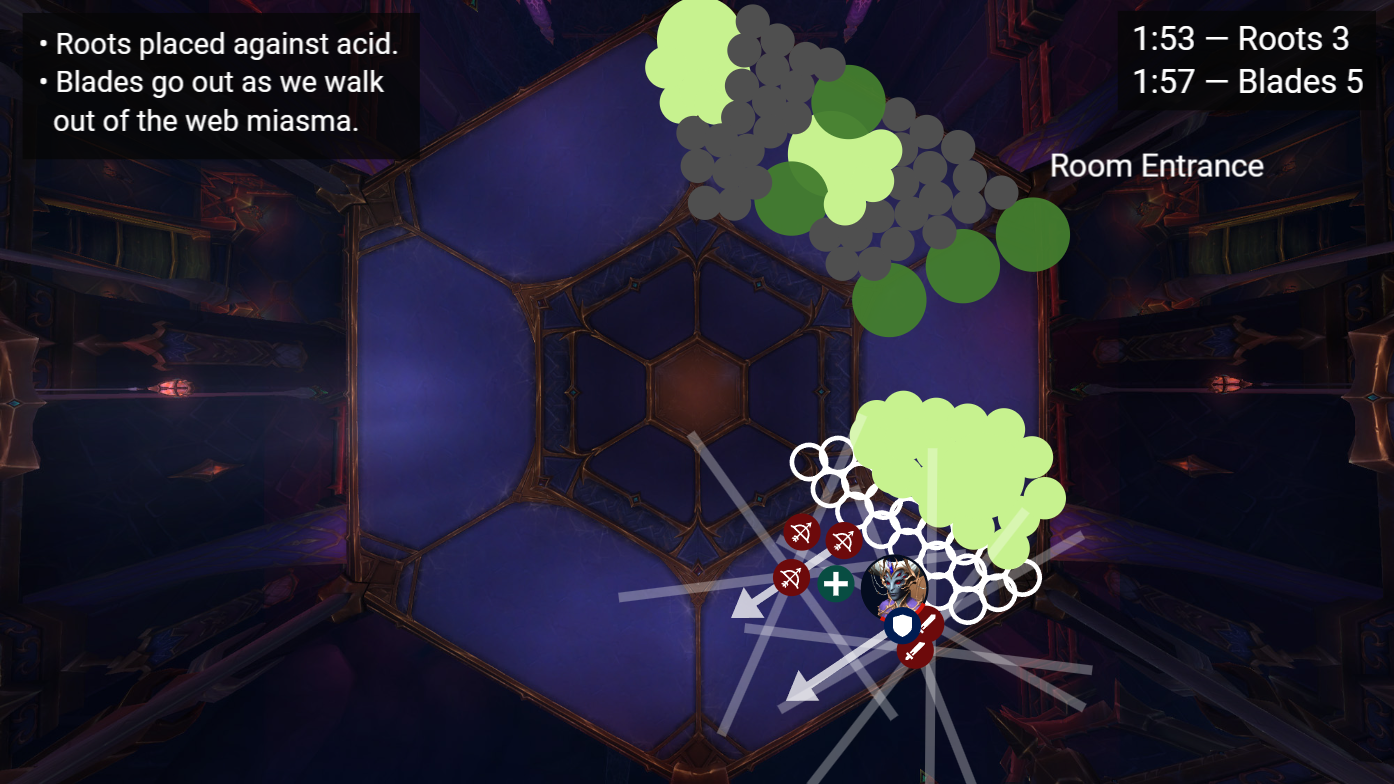 • Roots placed against acid.
• Blades go out as we walk
out of the web miasma.
1:53 — Roots 3
1:57 — Blades 5
Room Entrance